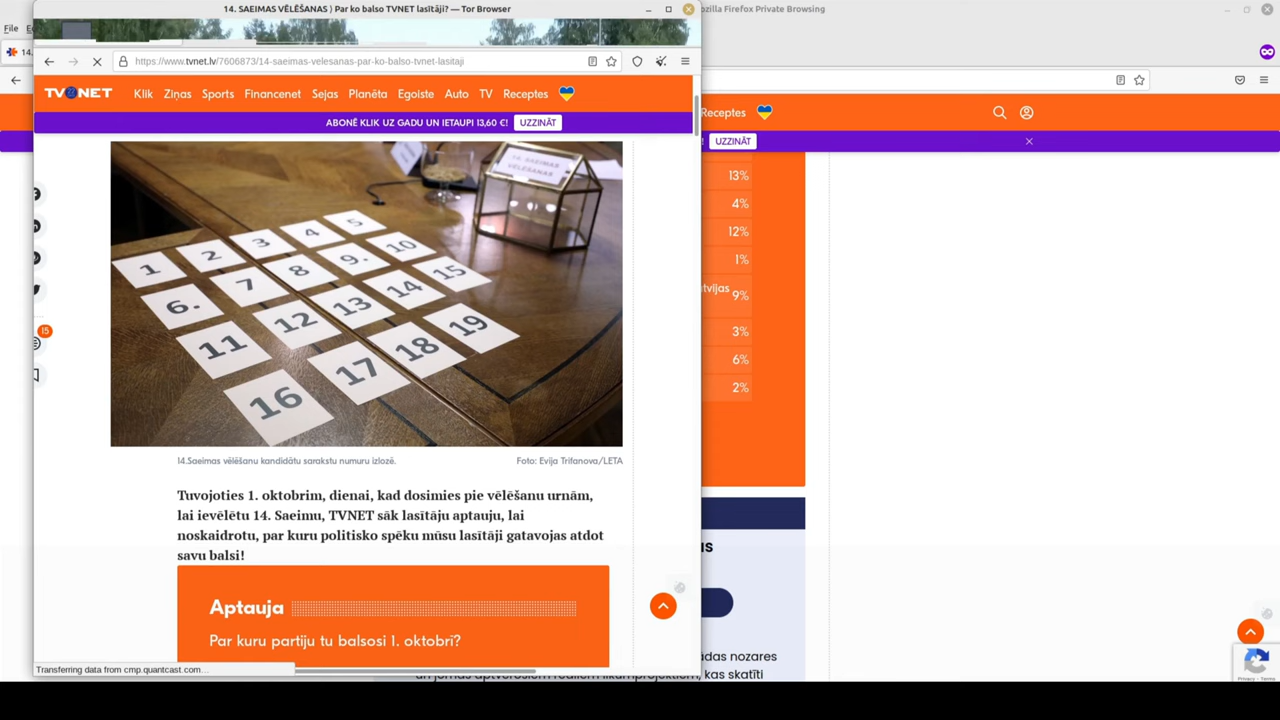 14. SAEIMAS VĒLĒŠANAS ⟩ Par ko balso TVNET lasītāji? — Tor Browser
ozilla Firefox Private Browsing
File
14.
https://www.tvnet.lv/7606873/14-saeimas-velesanas-par-ko-balso-tvnet-lasitaji
TVNET Klik Ziņas Sports Financenet Sejas Planēta Egoiste Auto TV Receptes
Receptes
ABONĒ KLIK UZ GADU UN IETAUPI 13,60 €! UZZINĀT
! UZZINĀT
14. SAEIMAS
VĒLĒŠANAS
1 2 3 4 5
6. 7 8 9. 10
11 12 13 14 15
16 17 18 19
15
13%
4%
12%
1%
atvijas 9%
3%
6%
2%
14.Saeimas vēlēšanu kandidātu sarakstu numuru izlozē. Foto: Evija Trifanova/LETA
Tuvojoties 1. oktobrim, dienai, kad dosimies pie vēlēšanu urnām,
lai ievēlētu 14. Saeimu, TVNET sāk lasītāju aptauju, lai
noskaidrotu, par kuru politisko spēku mūsu lasītāji gatavojas atdot
savu balsi!
Aptauja
Par kuru partiju tu balsosi 1. oktobrī?
Transferring data from cmp.quantcast.com…
ādas nozares
kas skatīti
Privacy - Terms